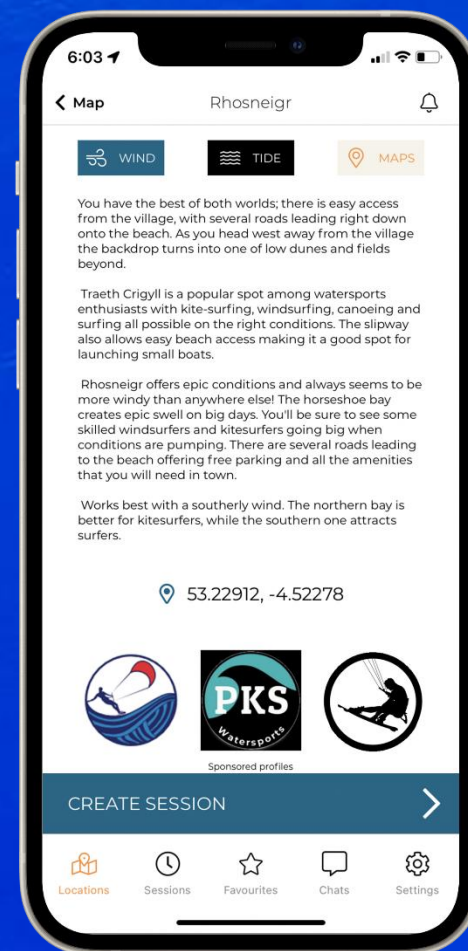 6:03
Map
Rhosneigr
WIND
TIDE
MAPS
You have the best of both worlds; there is easy access
from the village, with several roads leading right down
onto the beach. As you head west away from the village
the backdrop turns into one of low dunes and fields
beyond.
Traeth Crigyll is a popular spot among watersports
enthusiasts with kite-surfing, windsurfing, canoeing and
surfing all possible on the right conditions. The slipway
also allows easy beach access making it a good spot for
launching small boats.
Rhosneigr offers epic conditions and always seems to be
more windy than anywhere else! The horseshoe bay
creates epic swell on big days. You'll be sure to see some
skilled windsurfers and kitesurfers going big when
conditions are pumping. There are several roads leading
to the beach offering free parking and all the amenities
that you will need in town.
Works best with a southerly wind. The northern bay is
better for kitesurfers, while the southern one attracts
surfers.
53.22912, -4.52278
PKS
Watersports
Sponsored profiles
CREATE SESSION
Locations
Sessions
Favourites
Chats
Settings